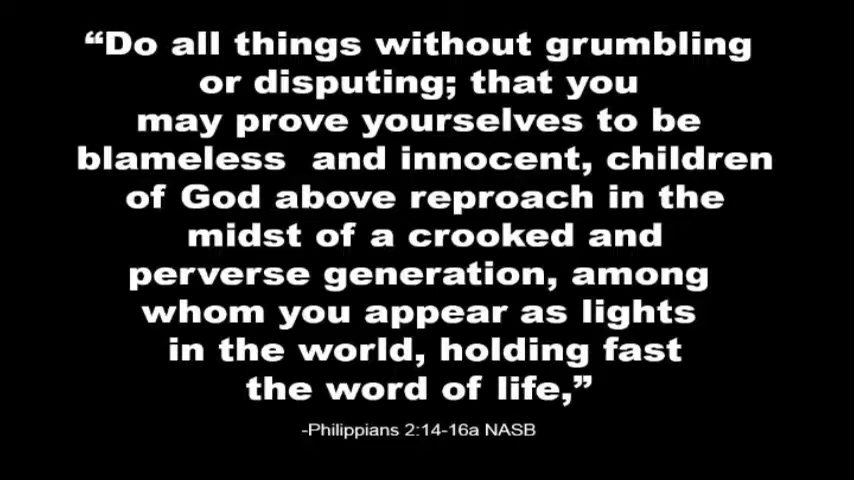 “Do all things without grumbling
or disputing; that you
may prove yourselves to be
blameless and innocent, children
of God above reproach in the
midst of a crooked and
perverse generation, among
whom you appear as lights
in the world, holding fast
the word of life,”
-Philippians 2:14-16a NASB